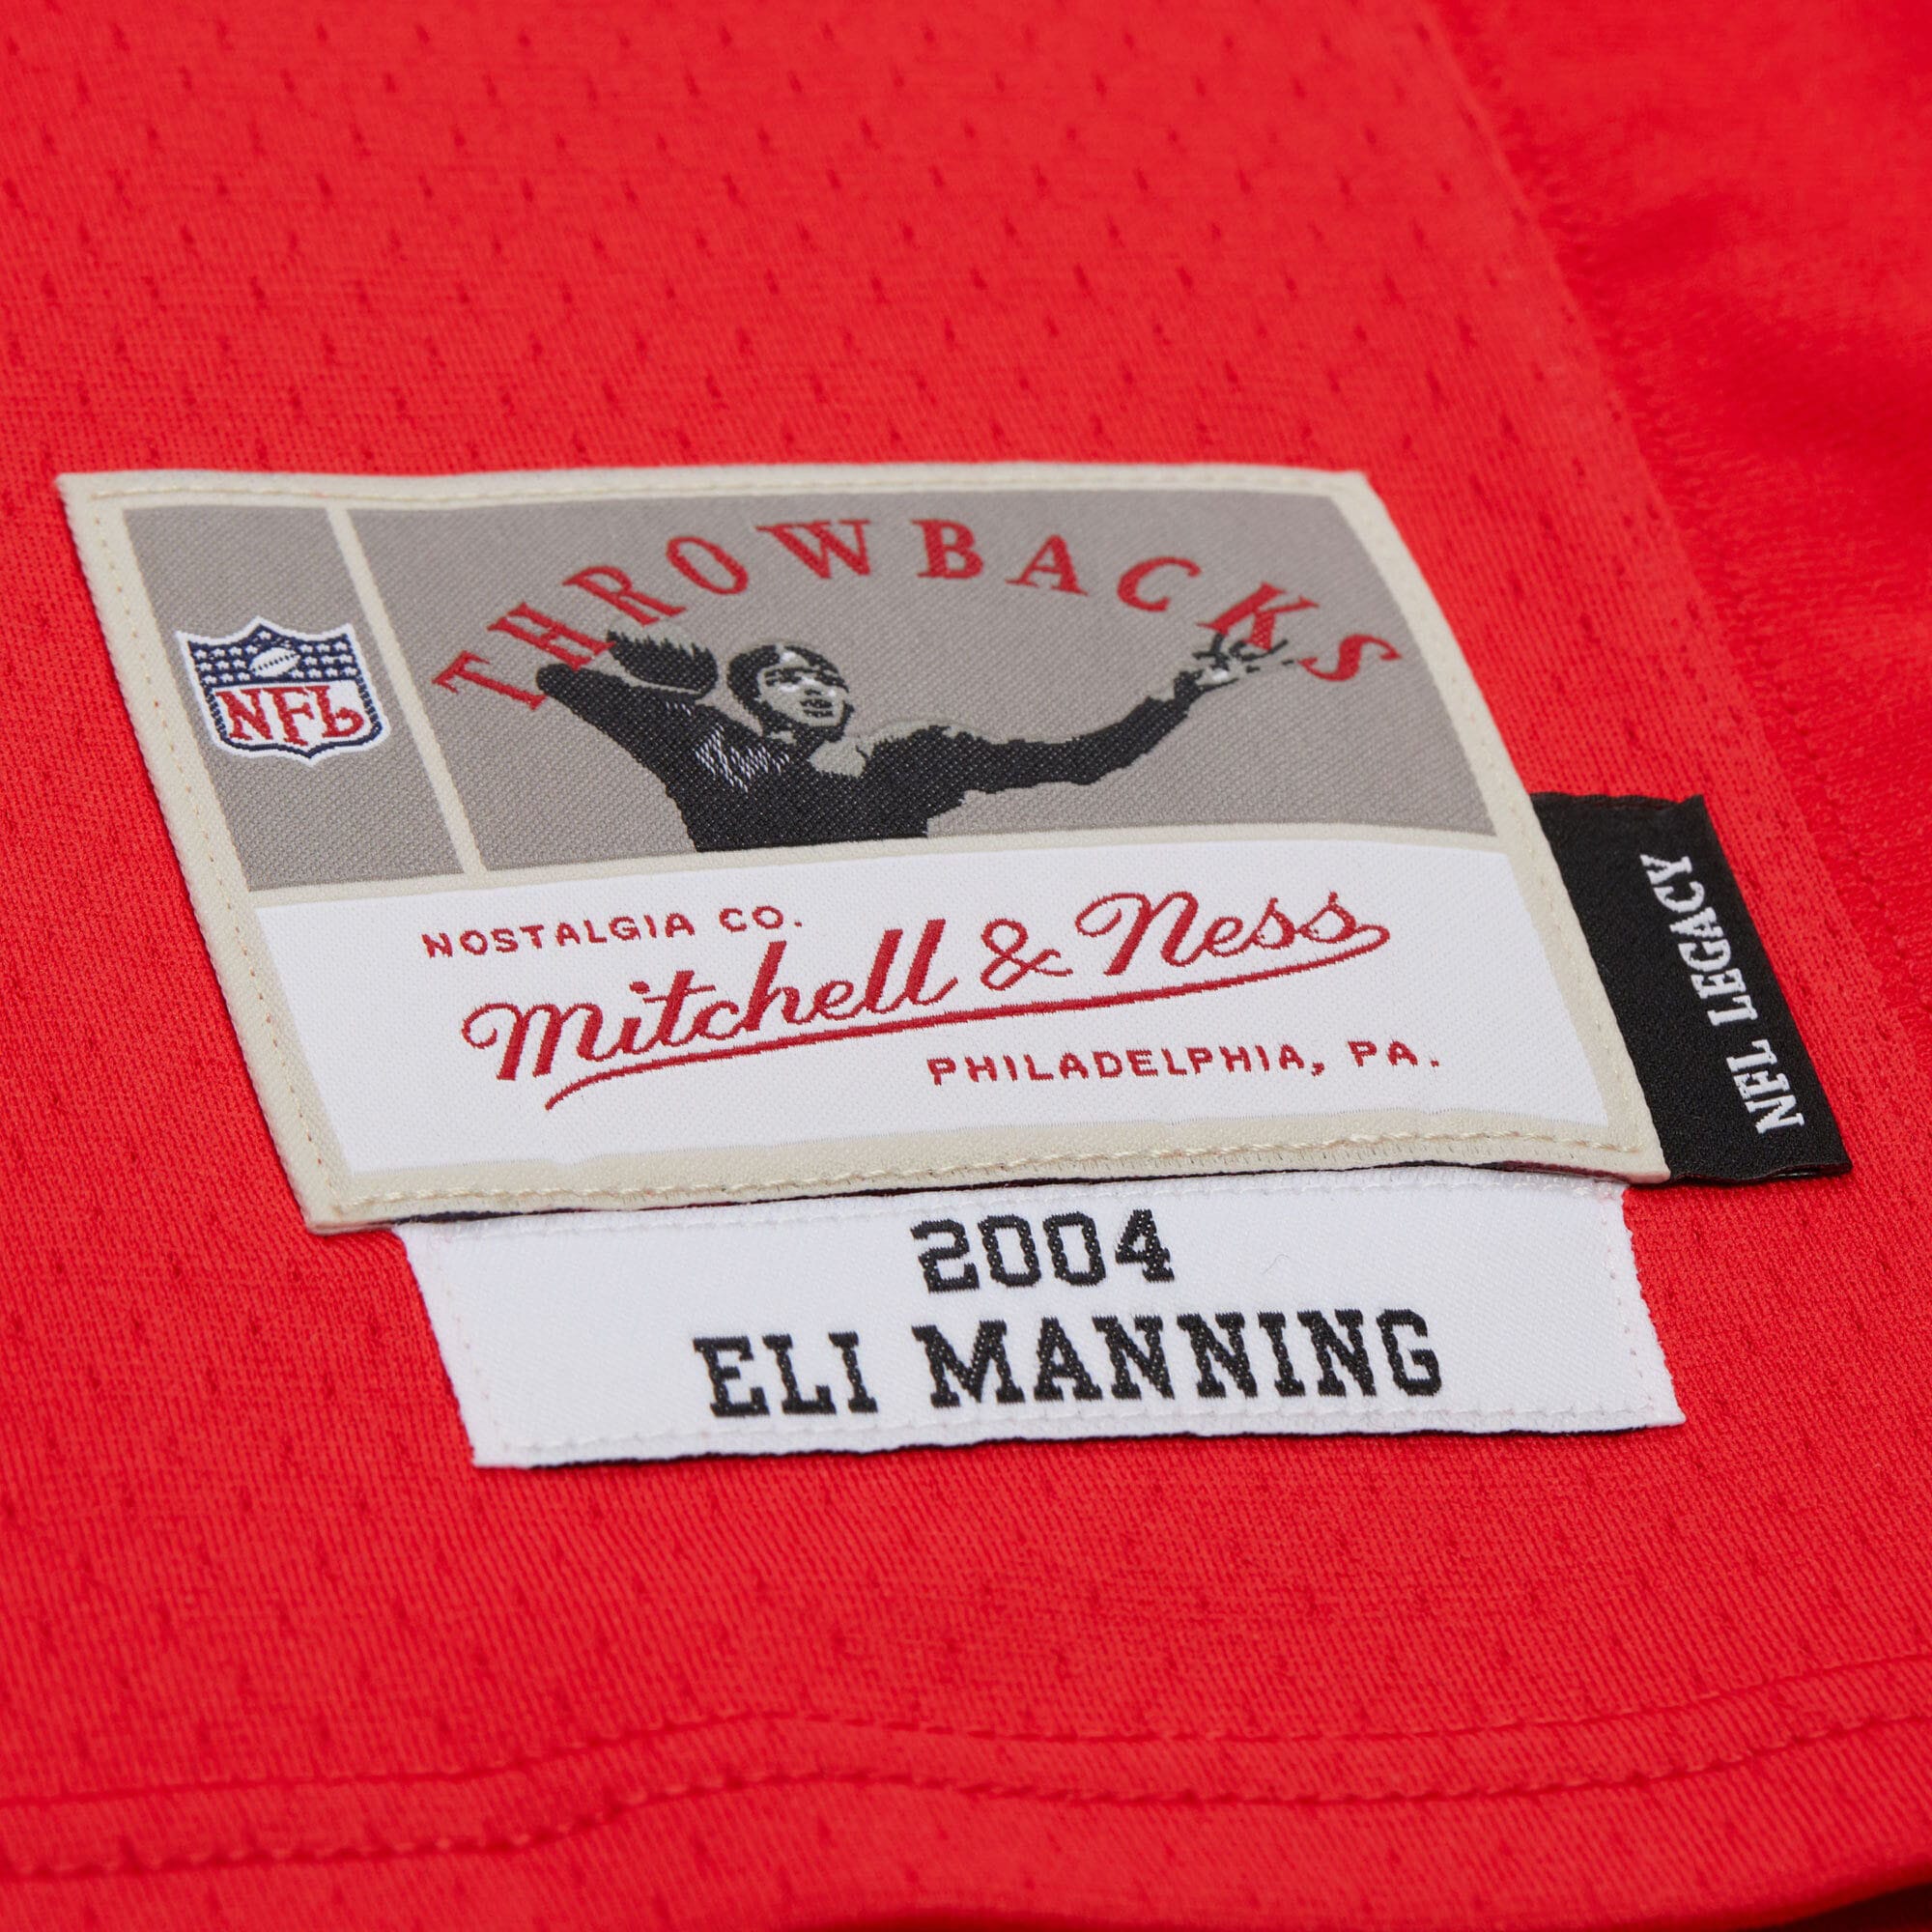 THROWBACKS
NFL
NOSTALGIA CO.
Mitchell & Ness
PHILADELPHIA, PA.
NFL LEGACY
2004
ELI MANNING